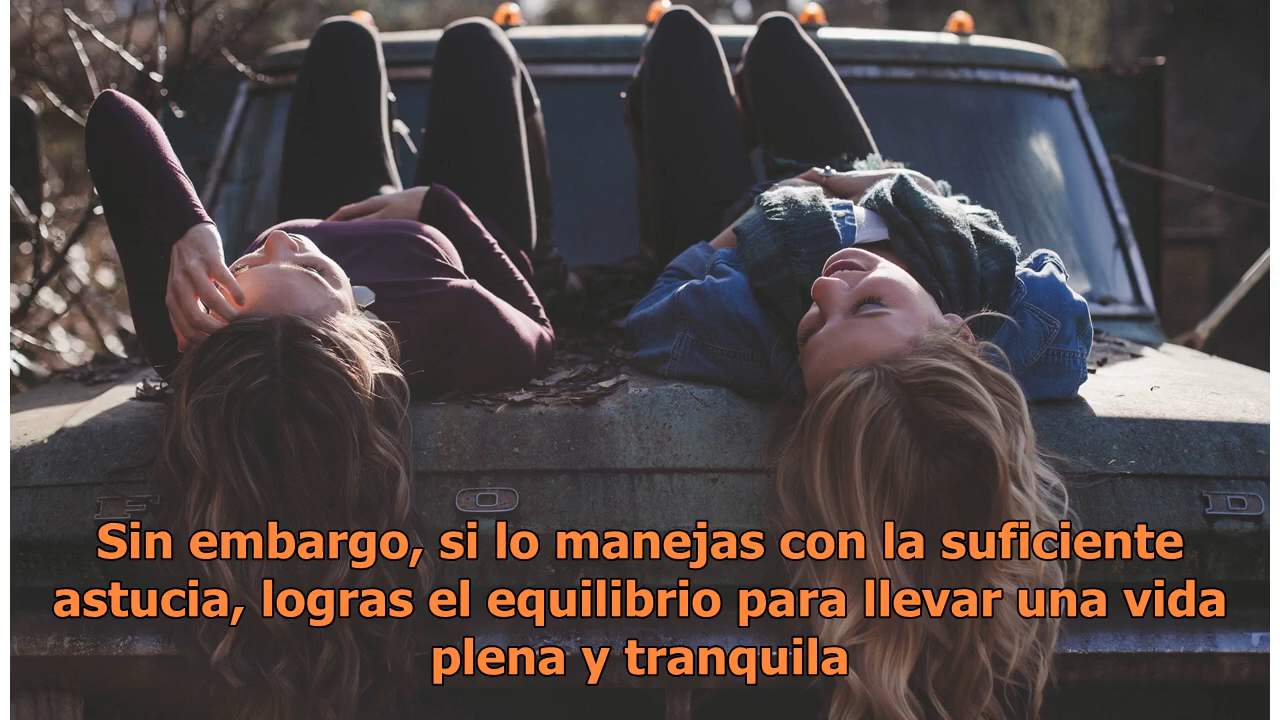 F O D
Sin embargo, si lo manejas con la suficiente
astucia, logras el equilibrio para llevar una vida
plena y tranquila